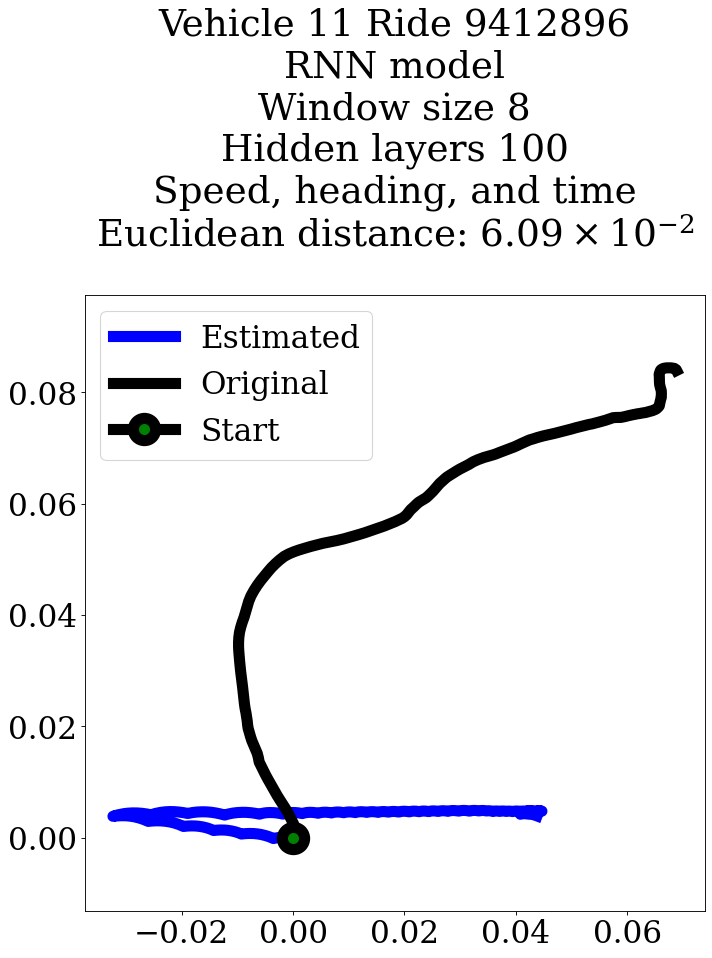 Vehicle 11 Ride 9412896
RNN model
Window size 8
Hidden layers 100
Speed, heading, and time
Euclidean distance: 6.09 × 10⁻²
Estimated
Original
Start
0.08
0.06
0.04
0.02
0.00
−0.02 0.00 0.02 0.04 0.06